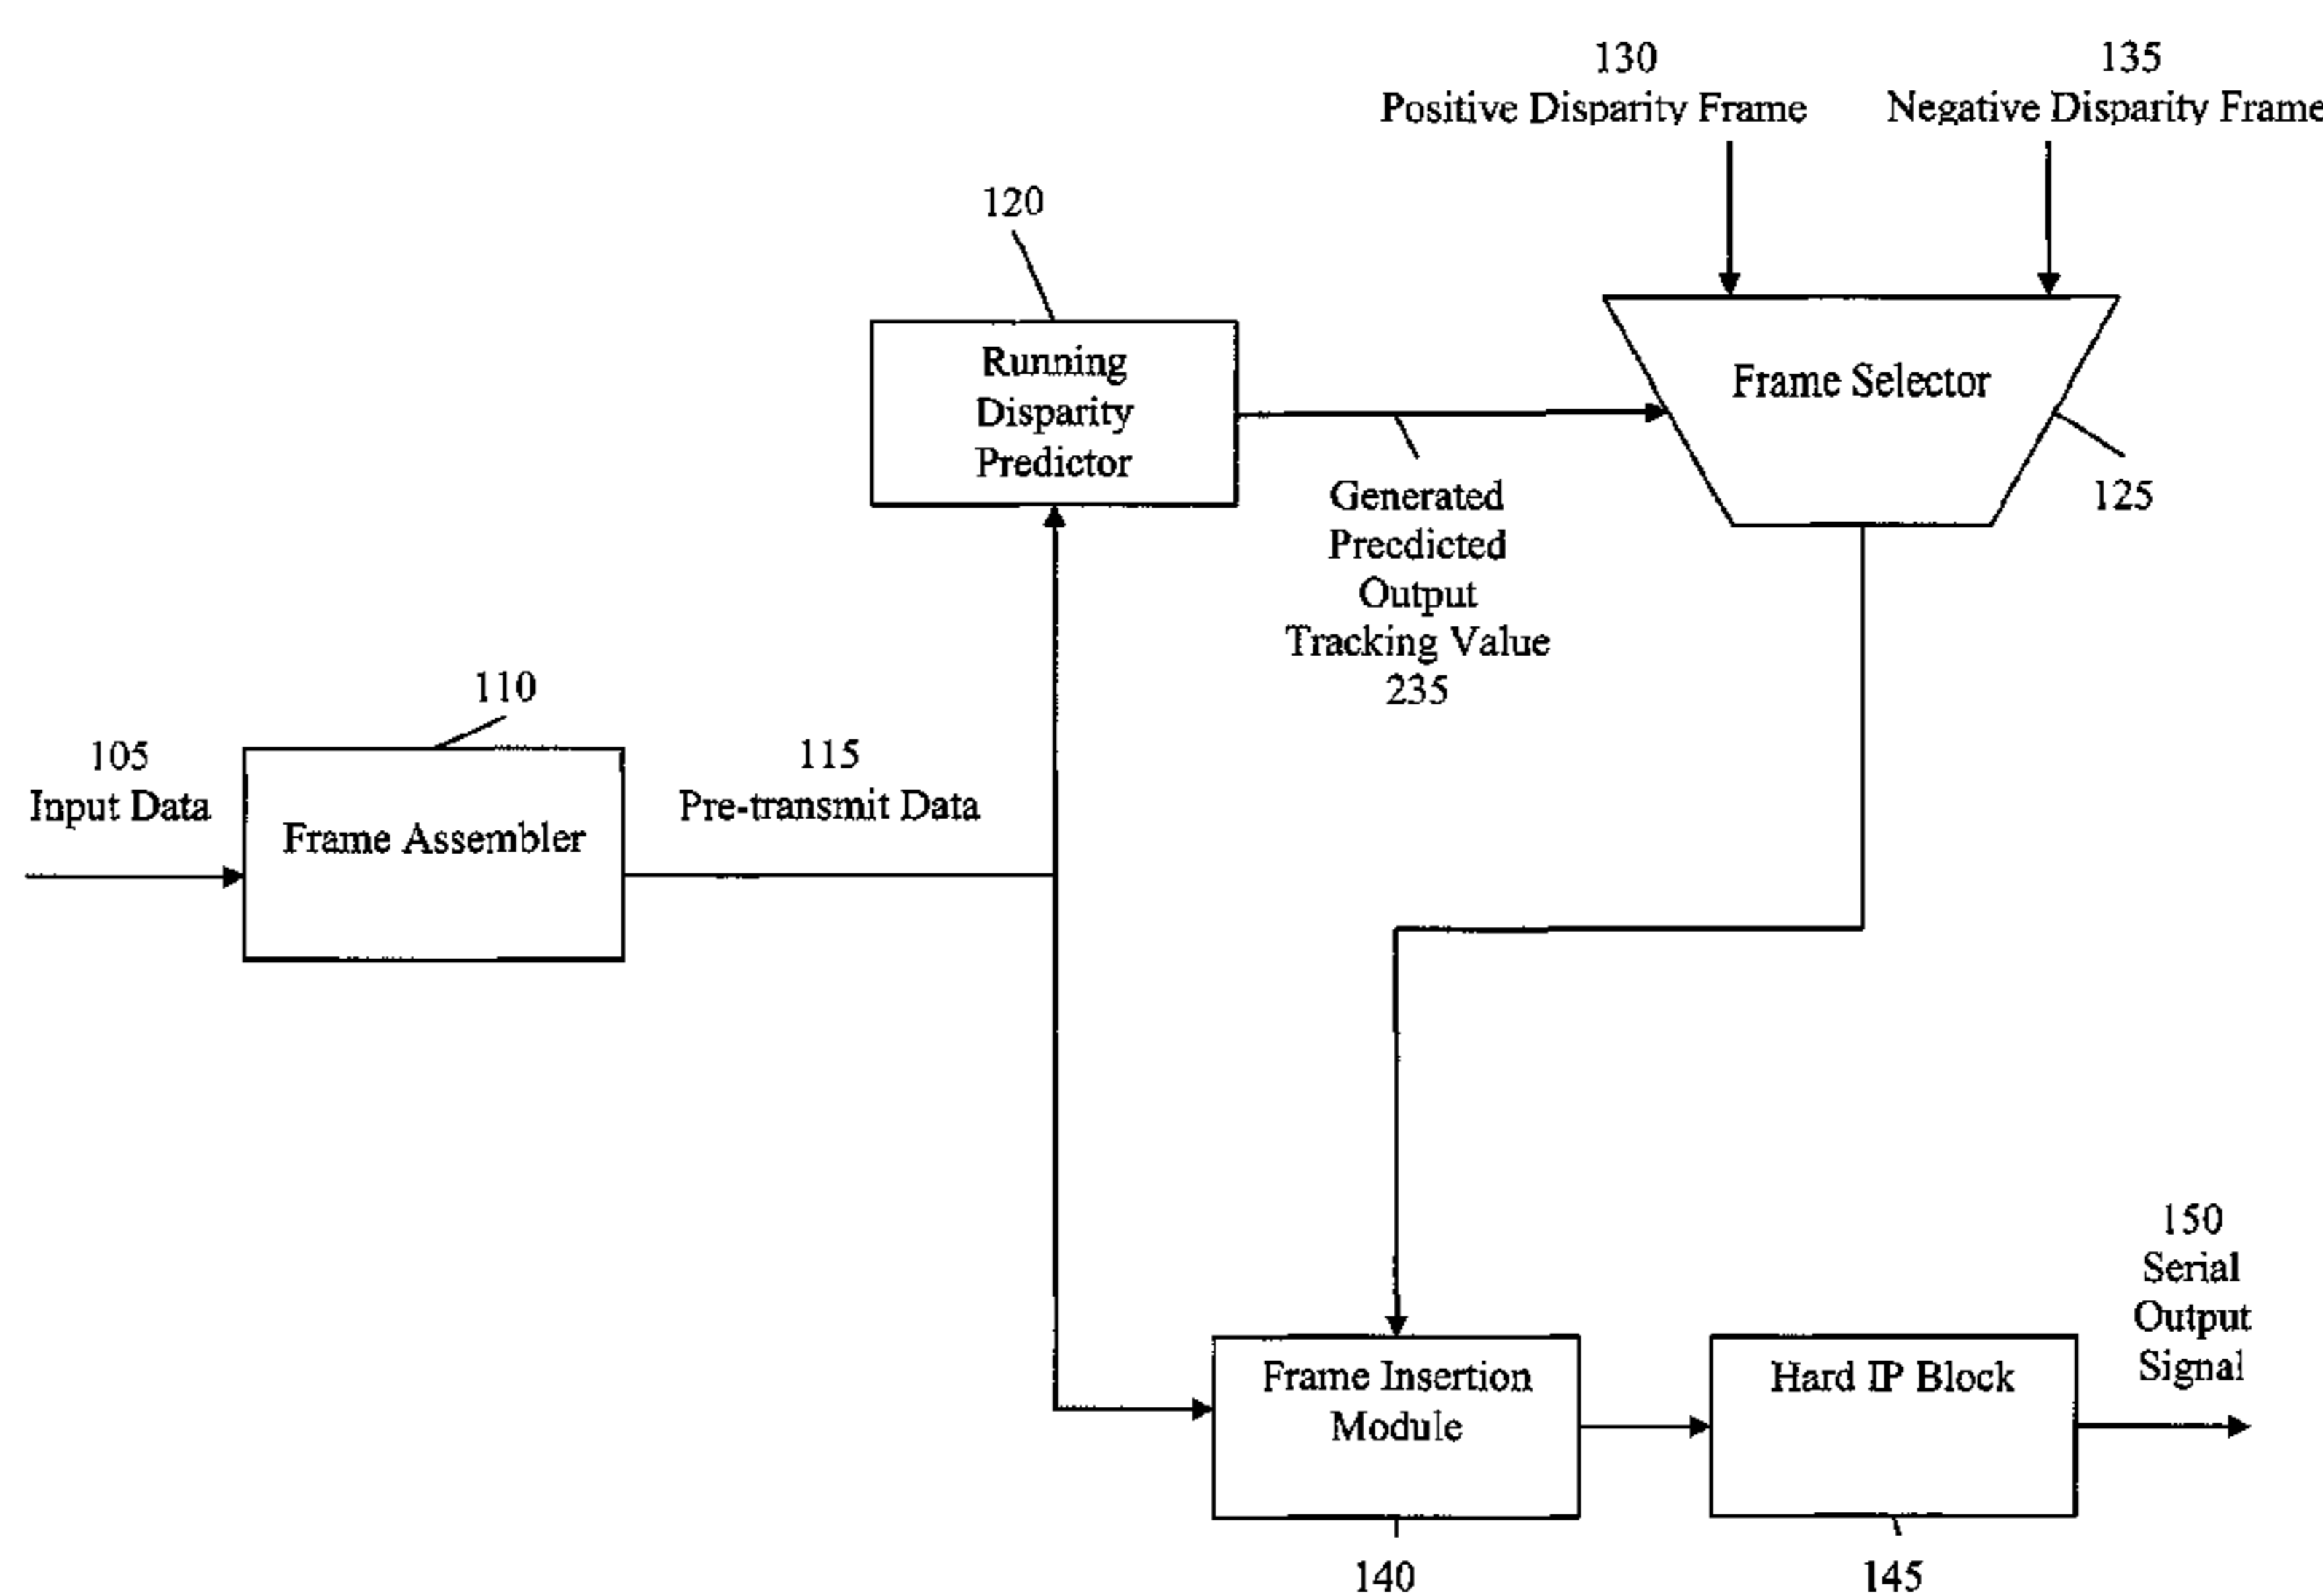 130
Positive Disparity Frame
135
Negative Disparity Frame
120
Running
Disparity
Predictor
Frame Selector
125
Generated
Precdicted
Output
Tracking Value
235
110
105
Input Data
Frame Assembler
115
Pre-transmit Data
150
Serial
Output
Signal
Frame Insertion
Module
Hard IP Block
140
145